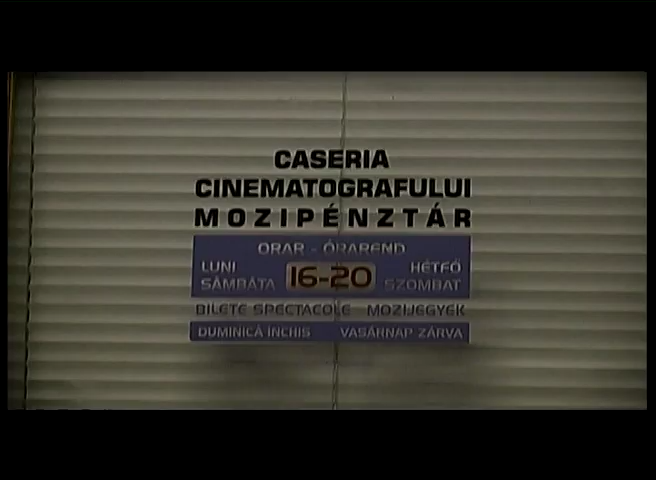 CASERIA
CINEMATOGRAFULUI
MOZIPÉNZTÁR
ORAR - ÓRAREND
LUNI 16-20 HÉTFŐ
SÂMBĂTA SZOMBAT
BILETE SPECTACOLE MOZIJEGYEK
DUMINICĂ ÎNCHIS VASÁRNAP ZÁRVA